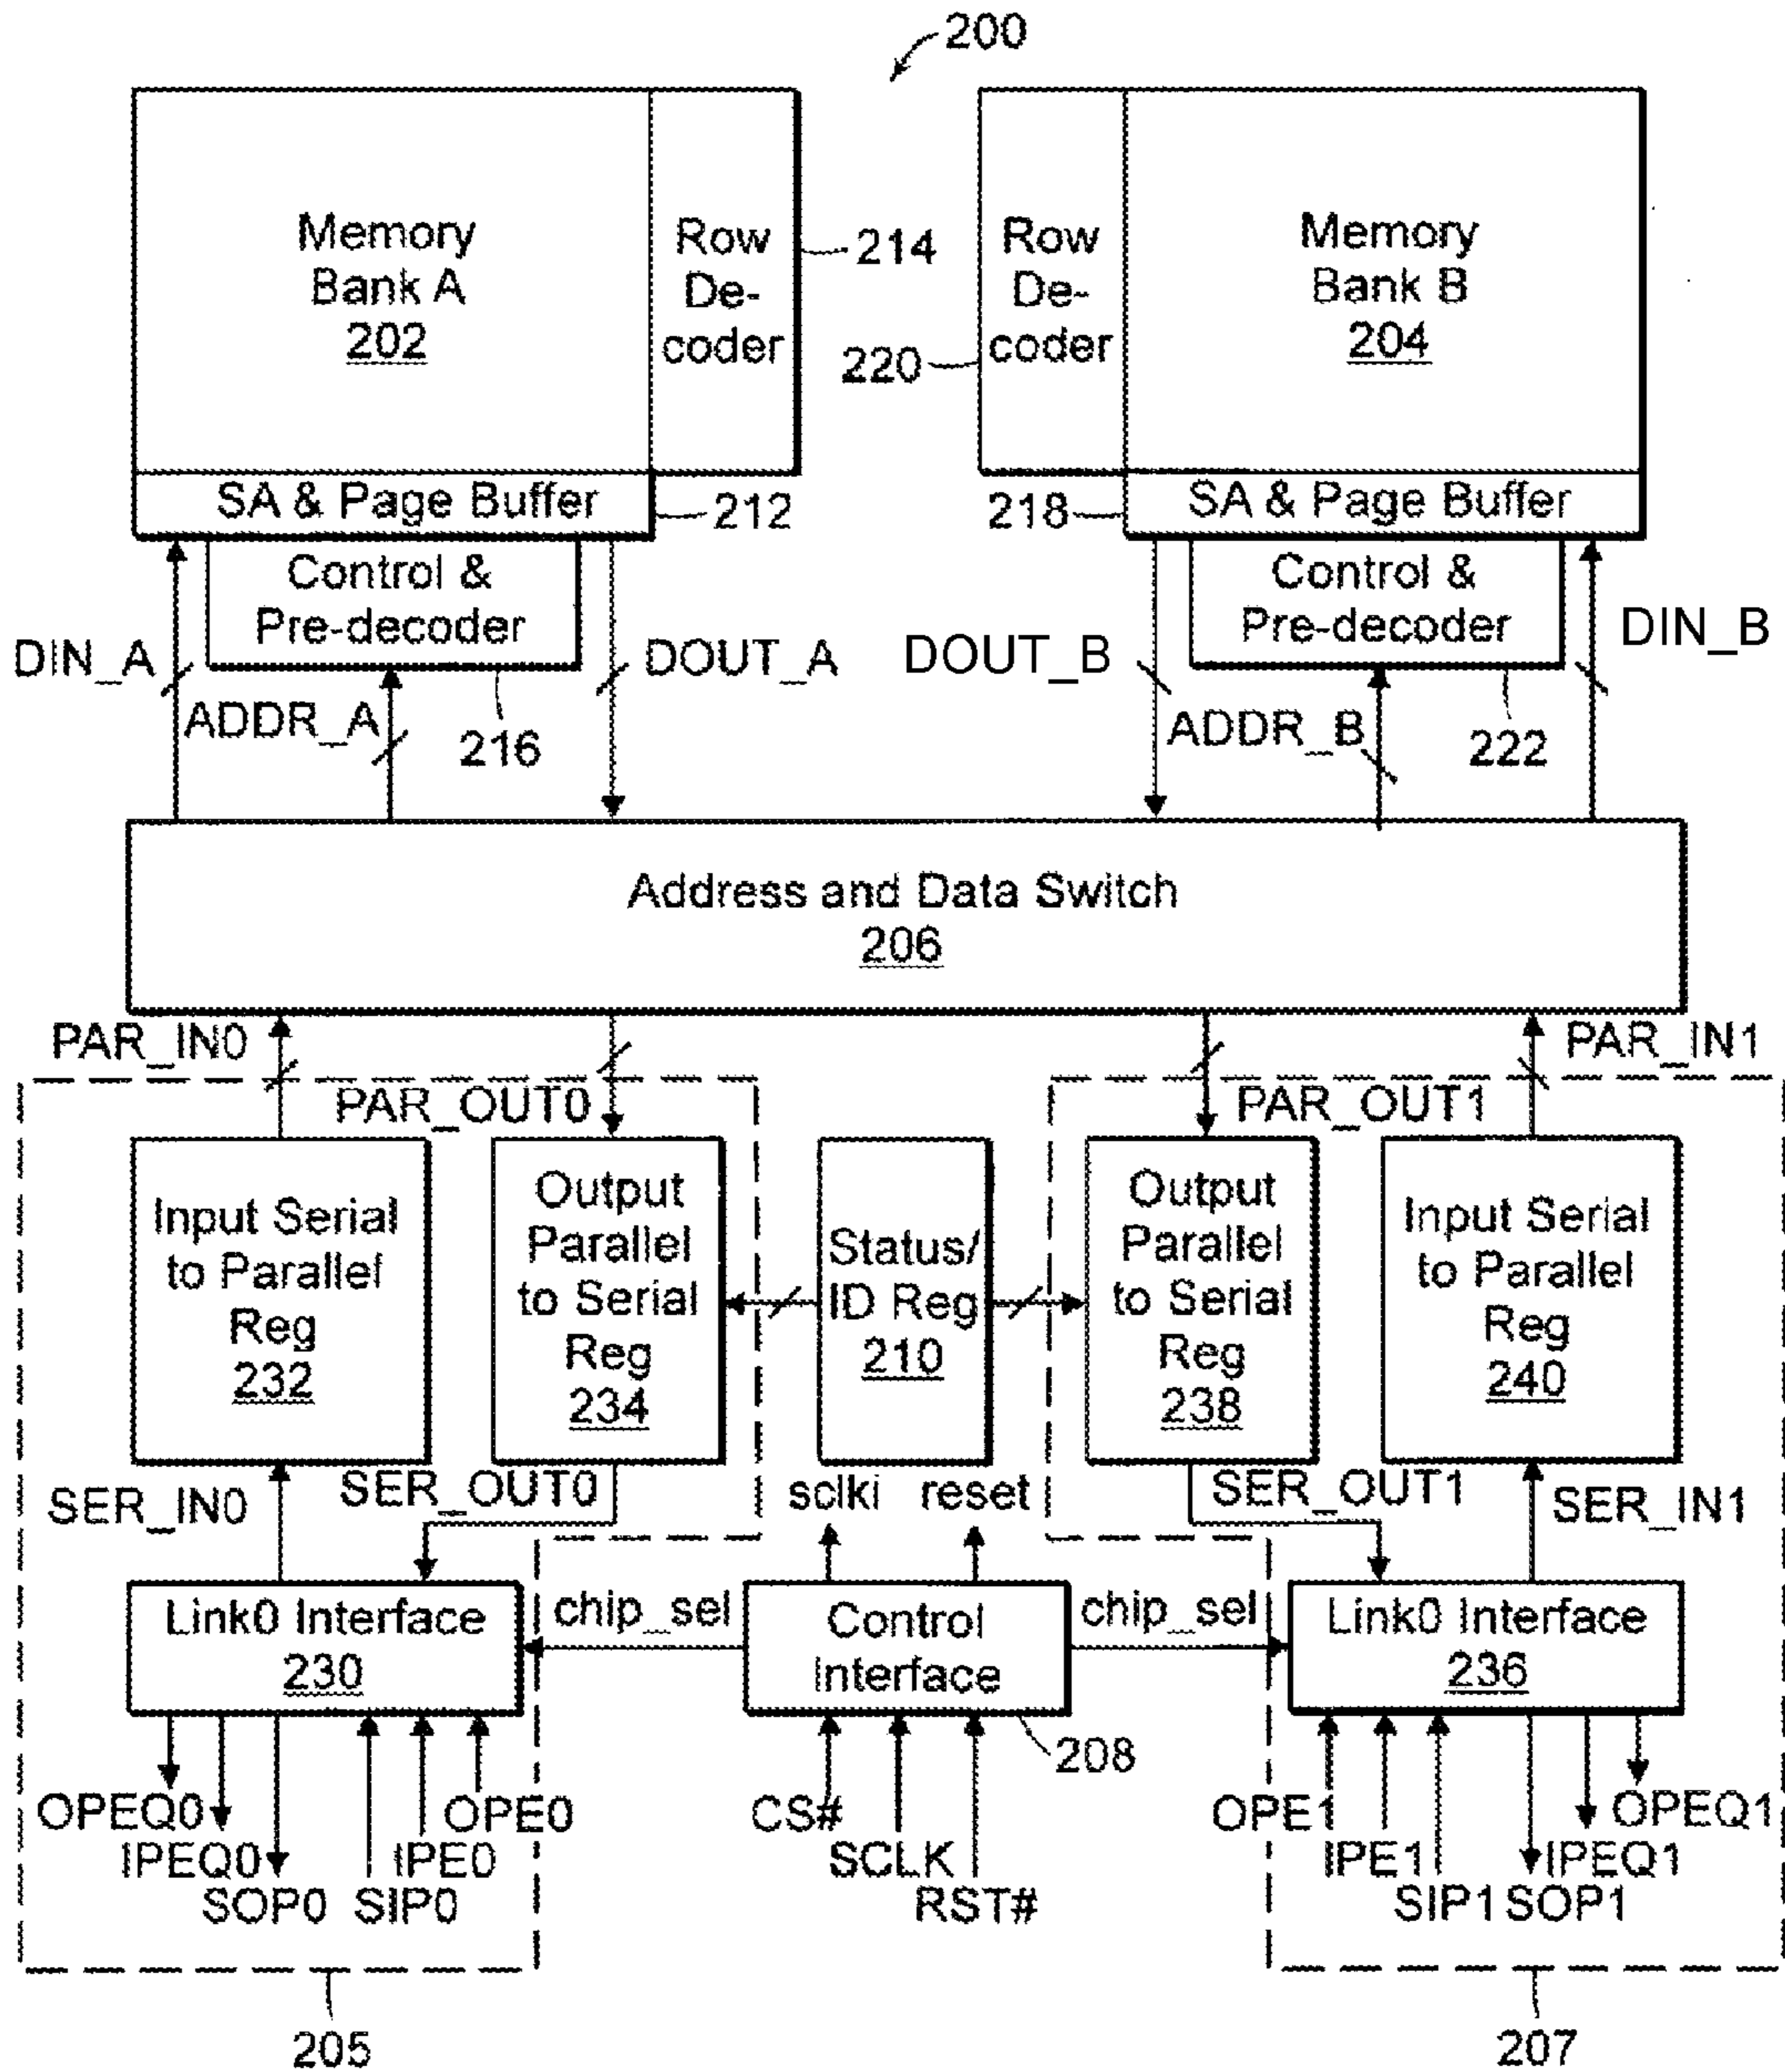 200
Memory
Bank A
202
Row
De-
coder
214
220
Row
De-
coder
Memory
Bank B
204
SA & Page Buffer
212
218
SA & Page Buffer
Control &
Pre-decoder
216
Control &
Pre-decoder
222
DIN_A
ADDR_A
DOUT_A
DOUT_B
ADDR_B
DIN_B
Address and Data Switch
206
PAR_IN0
PAR_OUT0
PAR_OUT1
PAR_IN1
Input Serial
to Parallel
Reg
232
Output
Parallel
to Serial
Reg
234
Status/
ID Reg
210
Output
Parallel
to Serial
Reg
238
Input Serial
to Parallel
Reg
240
SER_IN0
SER_OUT0
sclki
reset
SER_OUT1
SER_IN1
Link0 Interface
230
chip_sel
Control
Interface
208
chip_sel
Link0 Interface
236
OPEQ0
IPEQ0
SOP0
SIP0
IPE0
OPE0
CS#
SCLK
RST#
OPE1
IPE1
SIP1
SOP1
IPEQ1
OPEQ1
205
207